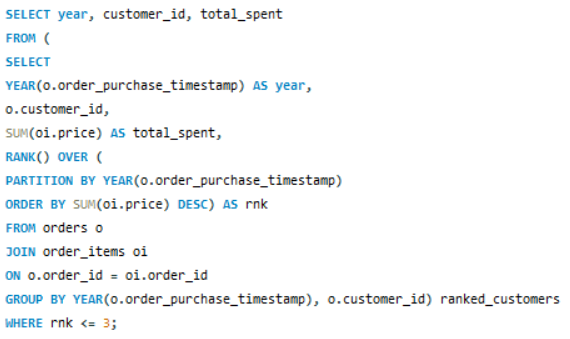 SELECT year, customer_id, total_spent
FROM (
SELECT
YEAR(o.order_purchase_timestamp) AS year,
o.customer_id,
SUM(oi.price) AS total_spent,
RANK() OVER (
PARTITION BY YEAR(o.order_purchase_timestamp)
ORDER BY SUM(oi.price) DESC) AS rnk
FROM orders o
JOIN order_items oi
ON o.order_id = oi.order_id
GROUP BY YEAR(o.order_purchase_timestamp), o.customer_id) ranked_customers
WHERE rnk <= 3;